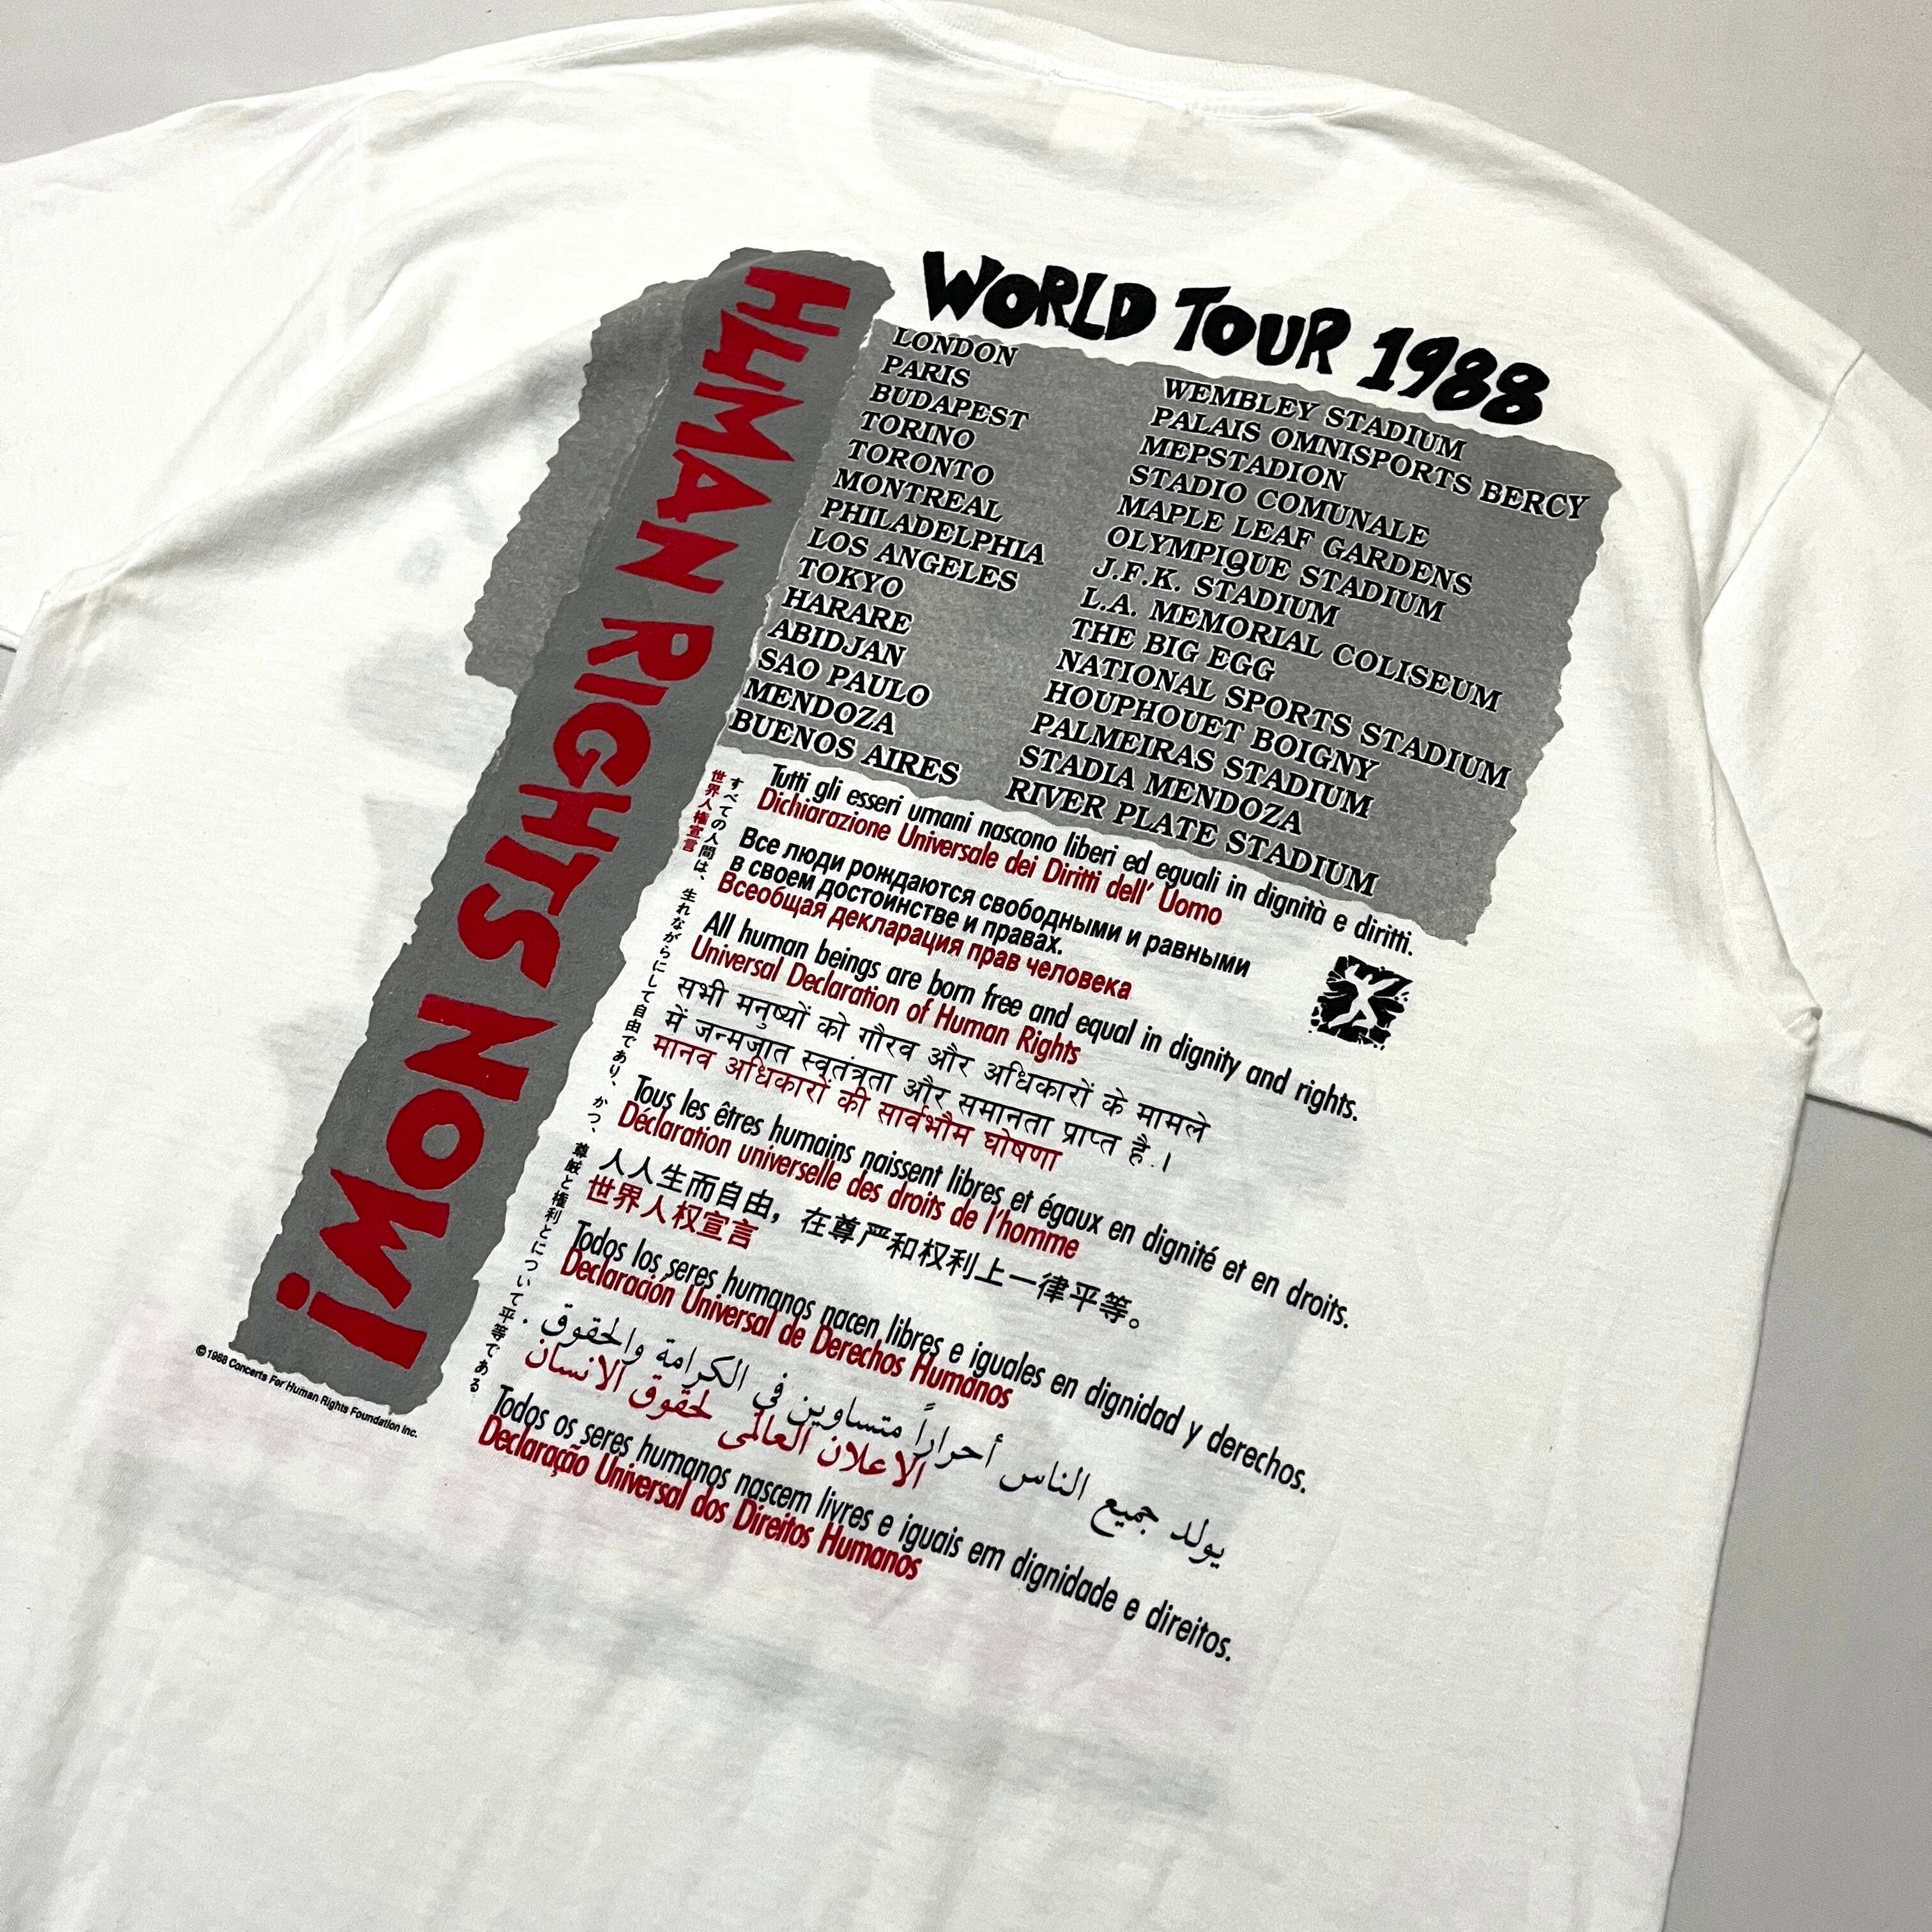 WORLD TOUR 1988
HUMAN RIGHTS NOW!
LONDON WEMBLEY STADIUM
PARIS PALAIS OMNISPORTS BERCY
BUDAPEST MEPSTADION
TORINO STADIO COMUNALE
TORONTO MAPLE LEAF GARDENS
MONTREAL OLYMPIQUE STADIUM
PHILADELPHIA J.F.K. STADIUM
LOS ANGELES L.A. MEMORIAL COLISEUM
TOKYO THE BIG EGG
HARARE NATIONAL SPORTS STADIUM
ABIDJAN HOUPHOUET BOIGNY
SAO PAULO PALMEIRAS STADIUM
MENDOZA STADIA MENDOZA
BUENOS AIRES RIVER PLATE STADIUM
すべての人間は、生れながらにして自由であり、かつ、尊厳と権利とについて平等である.
世界人権宣言
Tutti gli esseri umani nascono liberi ed eguali in dignità e diritti.
Dichiarazione Universale dei Diritti dell' Uomo
Все люди рождаются свободными и равными
в своем достоинстве и правах.
Всеобщая декларация прав человека
All human beings are born free and equal in dignity and rights.
Universal Declaration of Human Rights
सभी मनुष्यों को गौरव और अधिकारों के मामले
में जन्मजात स्वतंत्रता और समानता प्राप्त है।
मानव अधिकारों की सार्वभौम घोषणा
Tous les êtres humains naissent libres et égaux en dignité et en droits.
Déclaration universelle des droits de l'homme
人人生而自由，在尊严和权利上一律平等。
世界人权宣言
Todos los seres humanos nacen libres e iguales en dignidad y derechos.
Declaración Universal de Derechos Humanos
يولد جميع الناس أحراراً متساوين في الكرامة والحقوق.
الاعلان العالمى لحقوق الانسان
Todos os seres humanos nascem livres e iguais em dignidade e direitos.
Declaração Universal dos Direitos Humanos
©1988 Concerts For Human Rights Foundation Inc.